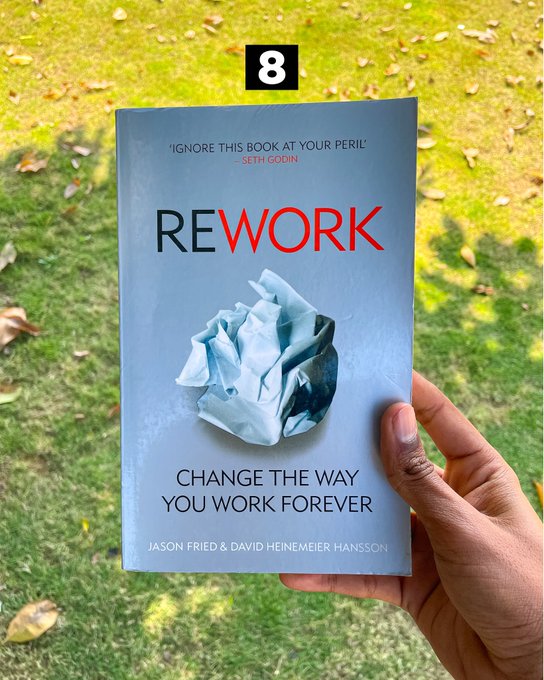 8
‘IGNORE THIS BOOK AT YOUR PERIL’
– SETH GODIN
REWORK
CHANGE THE WAY
YOU WORK FOREVER
JASON FRIED & DAVID HEINEMEIER HANSSON